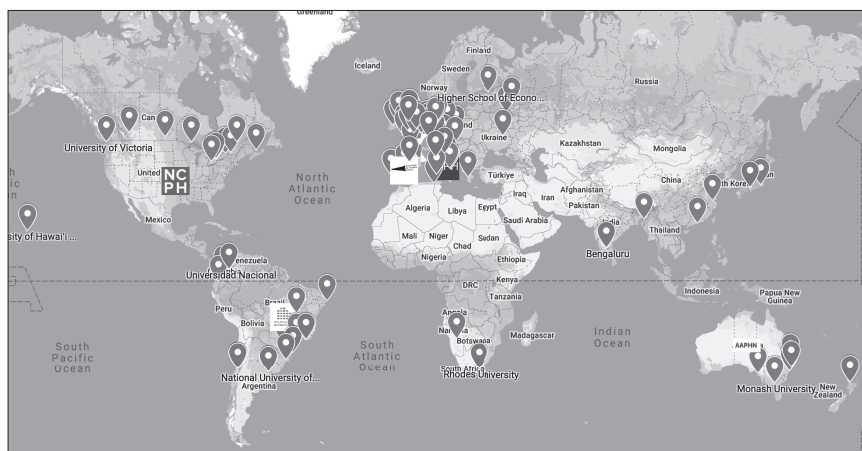 Greenland
Iceland
Finland
Sweden
Norway
Russia
Higher School of Econo...
Can
University of Victoria
United
NC
PH
North
Atlantic
Ocean
Ukraine
Kazakhstan
Mongolia
Türkiye
China
South Kore
Afghanistan
Iraq
Iran
Pakistan
Algeria
Libya
Egypt
Saudi Arabia
Mexico
sity of Hawai'i ...
Mali
Niger
Chad
Sudan
Thailand
Bengaluru
Nigeria
Ethiopia
Venezuela
Universidad Nacional
Kenya
DRC
Tanzania
Indonesia
Papua New
Guinea
Brazil
Peru
Bolivia
Angola
Namibia
Botswana
Madagascar
Indian
Ocean
South
Pacific
Ocean
South
Atlantic
Ocean
AAPHN
South Africa
Rhodes University
National University of...
Argentina
Monash University
New
Zealand